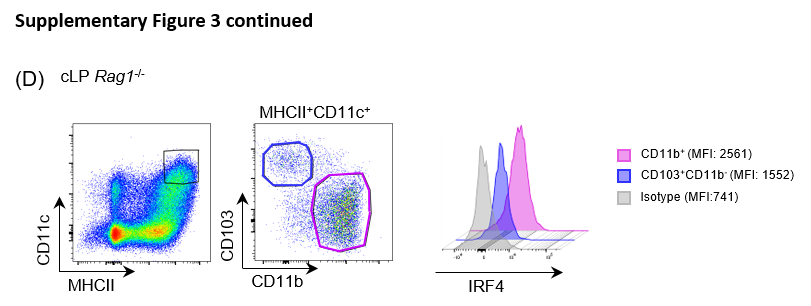 Supplementary Figure 3 continued
(D) cLP Rag1-/-
MHCII+CD11c+
CD11c
MHCII
CD103
CD11b
IRF4
CD11b+ (MFI: 2561)
CD103+CD11b- (MFI: 1552)
Isotype (MFI:741)